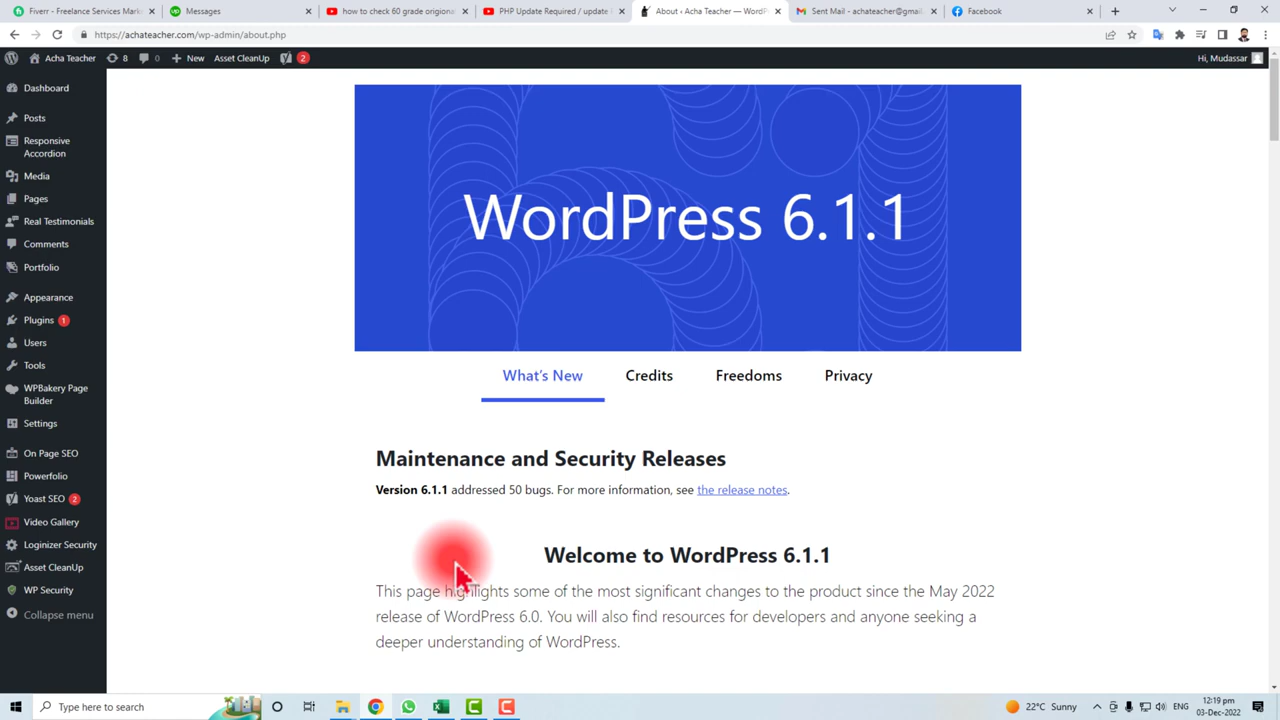 Fiverr - Freelance Services Marke
Messages
how to check 60 grade origional
PHP Update Required / update P
About ‹ Acha Teacher — WordPr
Sent Mail - achateacher@gmail.
Facebook
https://achateacher.com/wp-admin/about.php
Acha Teacher
8
0
New
Asset CleanUp
2
Hi, Mudassar
Dashboard
Posts
Responsive
Accordion
Media
Pages
Real Testimonials
Comments
Portfolio
Appearance
Plugins 1
Users
Tools
WPBakery Page
Builder
Settings
On Page SEO
Powerfolio
Yoast SEO 2
Video Gallery
Loginizer Security
Asset CleanUp
WP Security
Collapse menu
WordPress 6.1.1
What's New
Credits
Freedoms
Privacy
Maintenance and Security Releases
Version 6.1.1 addressed 50 bugs. For more information, see the release notes.
Welcome to WordPress 6.1.1
This page highlights some of the most significant changes to the product since the May 2022
release of WordPress 6.0. You will also find resources for developers and anyone seeking a
deeper understanding of WordPress.
Type here to search
22°C Sunny
ENG
12:19 pm
03-Dec-2022